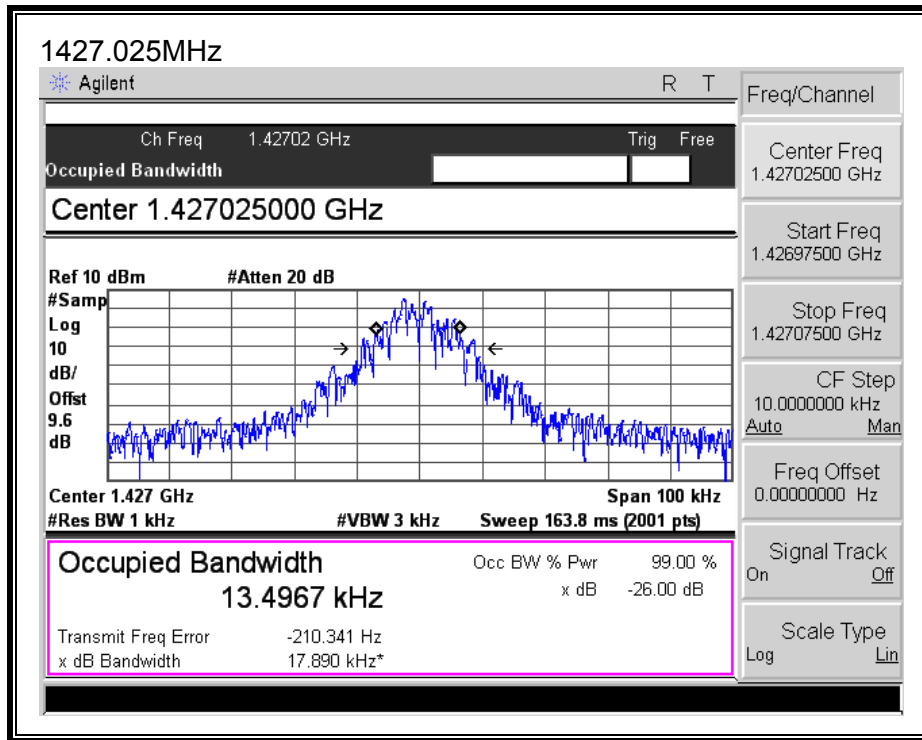 1427.025MHz
Agilent R T
Ch Freq 1.42702 GHz Trig Free
Occupied Bandwidth
Center 1.427025000 GHz
Ref 10 dBm #Atten 20 dB
#Samp
Log
10
dB/
Offst
9.6
dB
Center 1.427 GHz Span 100 kHz
#Res BW 1 kHz #VBW 3 kHz Sweep 163.8 ms (2001 pts)
Occupied Bandwidth
13.4967 kHz
Occ BW % Pwr 99.00 %
x dB -26.00 dB
Transmit Freq Error -210.341 Hz
x dB Bandwidth 17.890 kHz*
Freq/Channel
Center Freq
1.42702500 GHz
Start Freq
1.42697500 GHz
Stop Freq
1.42707500 GHz
CF Step
10.0000000 kHz
Auto Man
Freq Offset
0.00000000 Hz
Signal Track
On Off
Scale Type
Log Lin